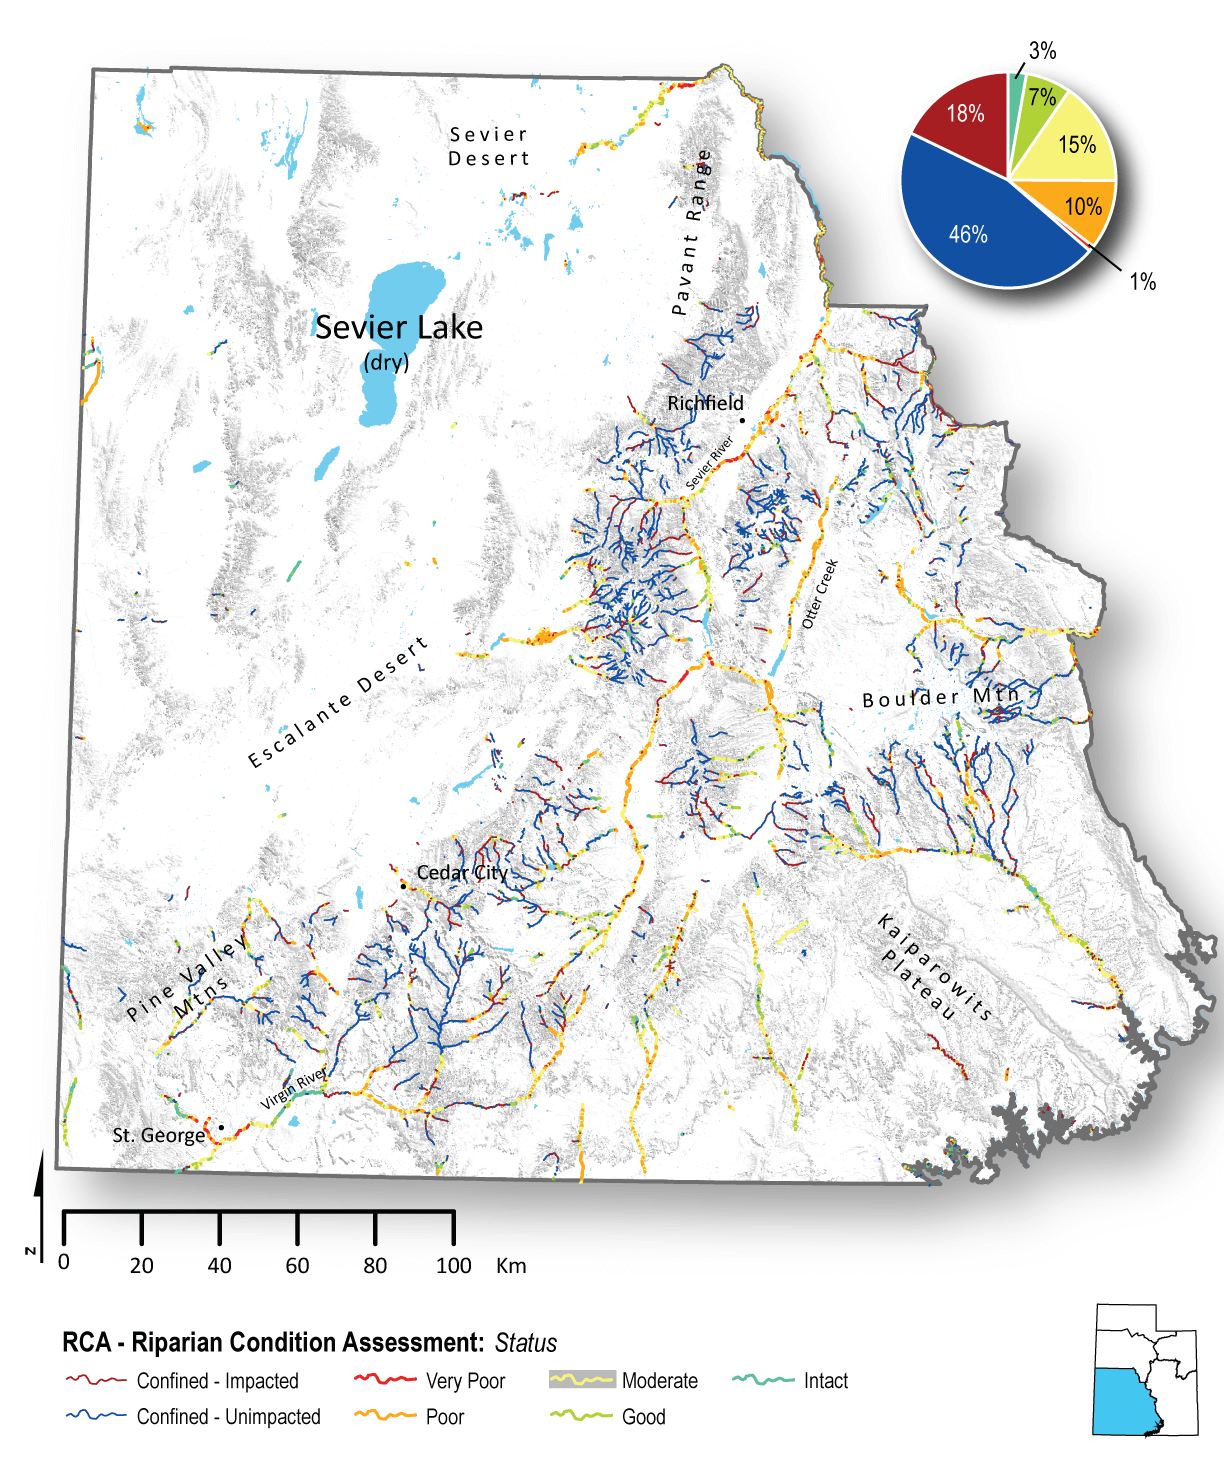 3%
7%
18%
15%
10%
46%
1%
Sevier
Desert
Pavant Range
Sevier Lake
(dry)
Richfield
Sevier River
Otter Creek
Escalante Desert
Boulder Mtn
Cedar City
Kaiparowits
Plateau
Pine Valley
Mtns
Virgin River
St. George
N
0 20 40 60 80 100 Km
RCA - Riparian Condition Assessment: Status
Confined - Impacted Very Poor Moderate Intact
Confined - Unimpacted Poor Good